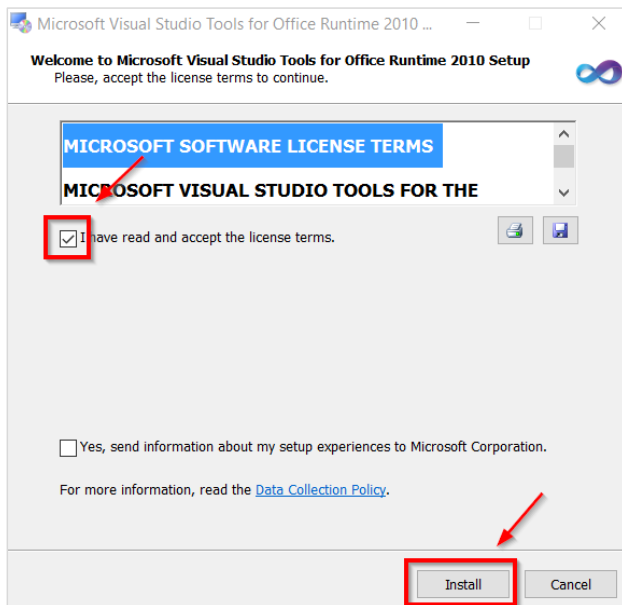 Microsoft Visual Studio Tools for Office Runtime 2010 ...
Welcome to Microsoft Visual Studio Tools for Office Runtime 2010 Setup
Please, accept the license terms to continue.
MICROSOFT SOFTWARE LICENSE TERMS
MICROSOFT VISUAL STUDIO TOOLS FOR THE
I have read and accept the license terms.
Yes, send information about my setup experiences to Microsoft Corporation.
For more information, read the Data Collection Policy.
Install Cancel